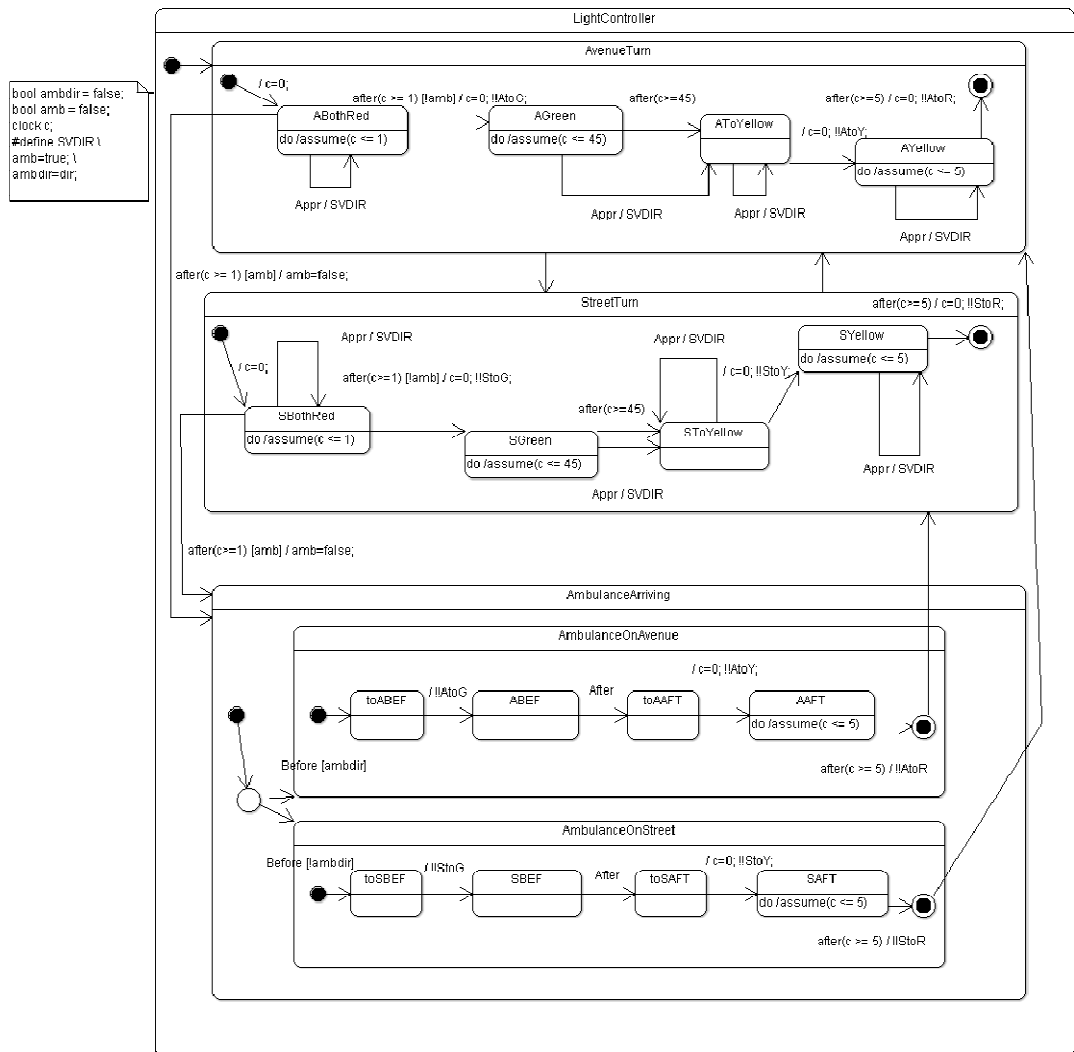 LightController
AvenueTurn
bool ambdir = false;
bool amb = false;
clock c;
#define SVDIR \
amb=true; \
ambdir=dir;
/ c=0;
after(c >= 1) [!amb] / c=0; !!AtoG;
after(c>=45)
after(c>=5) / c=0; !!AtoR;
ABothRed
do /assume(c <= 1)
AGreen
do /assume(c <= 45)
AToYellow
/ c=0; !!AtoY;
AYellow
do /assume(c <= 5)
Appr / SVDIR
Appr / SVDIR
Appr / SVDIR
Appr / SVDIR
after(c >= 1) [amb] / amb=false;
StreetTurn
after(c>=5) / c=0; !!StoR;
Appr / SVDIR
Appr / SVDIR
SYellow
do /assume(c <= 5)
/ c=0;
after(c>=1) [!amb] / c=0; !!StoG;
/ c=0; !!StoY;
after(c>=45)
SBothRed
do /assume(c <= 1)
SGreen
do /assume(c <= 45)
SToYellow
Appr / SVDIR
Appr / SVDIR
after(c>=1) [amb] / amb=false;
AmbulanceArriving
AmbulanceOnAvenue
/ c=0; !!AtoY;
toABEF
/ !!AtoG
ABEF
After
toAAFT
AAFT
do /assume(c <= 5)
Before [ambdir]
after(c >= 5) / !!AtoR
AmbulanceOnStreet
Before [!ambdir]
/ !!StoG
After
/ c=0; !!StoY;
toSBEF
SBEF
toSAFT
SAFT
do /assume(c <= 5)
after(c >= 5) / !!StoR